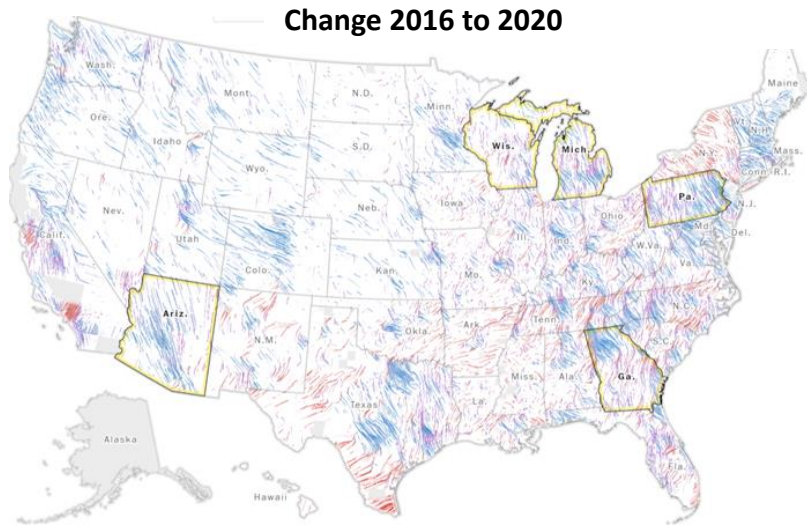 Change 2016 to 2020
Maine
Wash.
Mont.
N.D.
Minn.
Vt.
N.H.
Ore.
Idaho
S.D.
Wis.
Mich.
N.Y.
Mass.
Wyo.
Conn.
R.I.
Iowa
Pa.
N.J.
Nev.
Neb.
Ohio
Md.
Del.
Calif.
Utah
Colo.
Kan.
Mo.
Ill.
Ind.
W.Va.
Va.
Ky.
Ariz.
N.M.
Okla.
Ark.
Tenn.
N.C.
S.C.
Texas
La.
Miss.
Ala.
Ga.
Alaska
Hawaii
Fla.